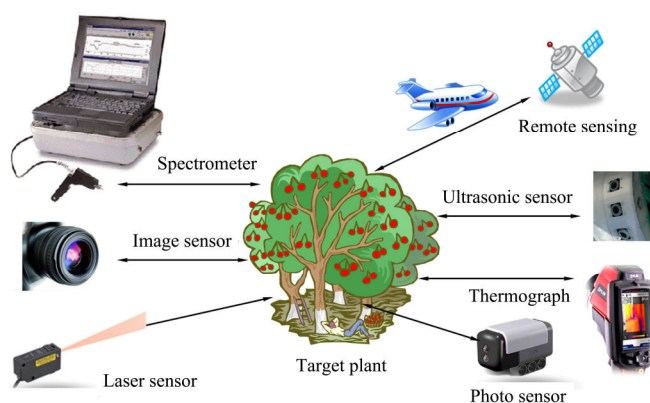 Remote sensing
Spectrometer
Ultrasonic sensor
Image sensor
Thermograph
Laser sensor
Target plant
Photo sensor